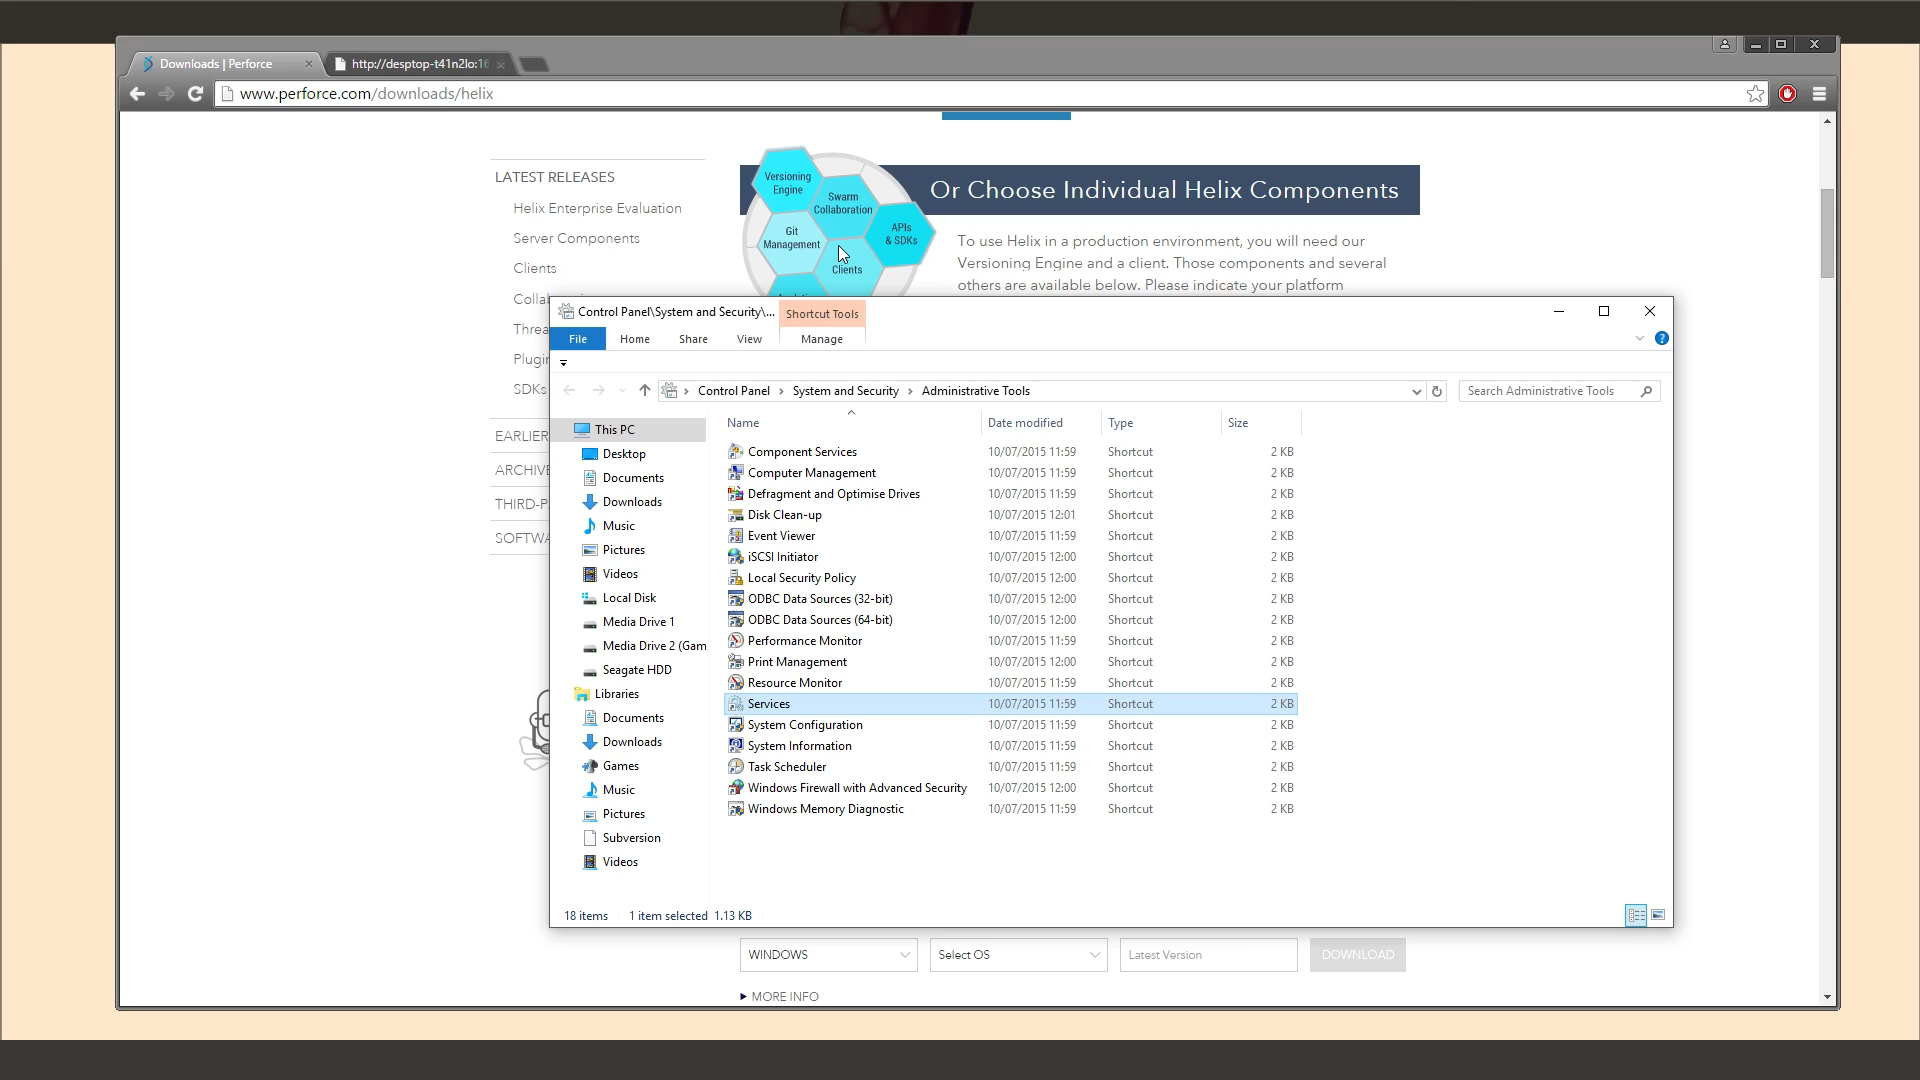 Downloads | Perforce
http://desptop-t41n2lo:16
www.perforce.com/downloads/helix
LATEST RELEASES
Helix Enterprise Evaluation
Server Components
Clients
SDKs
EARLIER
Versioning
Engine
Swarm
Collaboration
Git
Management
APIs
& SDKs
Clients
Or Choose Individual Helix Components
To use Helix in a production environment, you will need our
Versioning Engine and a client. Those components and several
others are available below. Please indicate your platform
Control Panel\System and Security\...
Shortcut Tools
File Home Share View Manage
Control Panel > System and Security > Administrative Tools
Search Administrative Tools
This PC
Desktop
Documents
Downloads
Music
Pictures
Videos
Local Disk
Media Drive 1
Media Drive 2 (Gam
Seagate HDD
Libraries
Documents
Downloads
Games
Music
Pictures
Subversion
Videos
Name Date modified Type Size
Component Services 10/07/2015 11:59 Shortcut 2 KB
Computer Management 10/07/2015 11:59 Shortcut 2 KB
Defragment and Optimise Drives 10/07/2015 11:59 Shortcut 2 KB
Disk Clean-up 10/07/2015 12:01 Shortcut 2 KB
Event Viewer 10/07/2015 11:59 Shortcut 2 KB
iSCSI Initiator 10/07/2015 12:00 Shortcut 2 KB
Local Security Policy 10/07/2015 12:00 Shortcut 2 KB
ODBC Data Sources (32-bit) 10/07/2015 12:00 Shortcut 2 KB
ODBC Data Sources (64-bit) 10/07/2015 12:00 Shortcut 2 KB
Performance Monitor 10/07/2015 11:59 Shortcut 2 KB
Print Management 10/07/2015 12:00 Shortcut 2 KB
Resource Monitor 10/07/2015 11:59 Shortcut 2 KB
Services 10/07/2015 11:59 Shortcut 2 KB
System Configuration 10/07/2015 11:59 Shortcut 2 KB
System Information 10/07/2015 11:59 Shortcut 2 KB
Task Scheduler 10/07/2015 11:59 Shortcut 2 KB
Windows Firewall with Advanced Security 10/07/2015 12:00 Shortcut 2 KB
Windows Memory Diagnostic 10/07/2015 11:59 Shortcut 2 KB
18 items 1 item selected 1.13 KB
WINDOWS Select OS Latest Version DOWNLOAD
MORE INFO